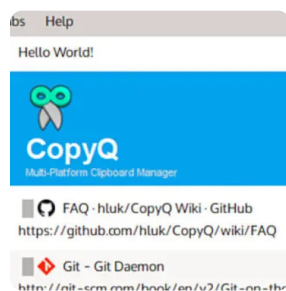 Help
Hello World!
CopyQ
Multi-Platform Clipboard Manager
FAQ · hluk/CopyQ Wiki · GitHub
https://github.com/hluk/CopyQ/wiki/FAQ
Git - Git Daemon